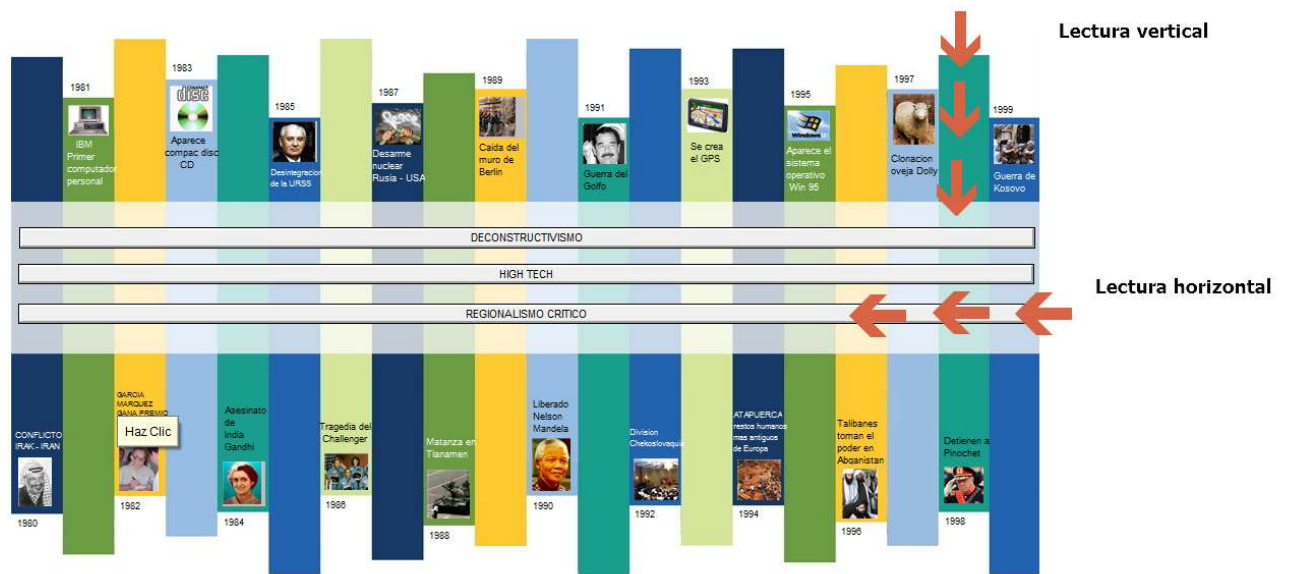 Lectura vertical
1981
IBM
Primer
computador
personal
1983
COMPACT
disc
Aparece
compac disc
CD
1985
Desintegracion
de la URSS
1987
Desarme
nuclear
Rusia - USA
1989
Caida del
muro de
Berlin
1991
Guerra del
Golfo
1993
Se crea
el GPS
1995
Windows
Aparece el
sistema
operativo
Win 95
1997
Clonacion
oveja Dolly
1999
Guerra de
Kosovo
DECONSTRUCTIVISMO
HIGH TECH
REGIONALISMO CRITICO
Lectura horizontal
CONFLICTO
IRAK - IRAN
1980
GARCIA
MARQUEZ
GANA PREMIO
Haz Clic
1982
Asesinato
de
India
Gandhi
1984
Tragedia del
Challenger
1986
Matanza en
Tianamen
1988
Liberado
Nelson
Mandela
1990
Division
Chekoslovaquia
1992
ATAPUERCA
restos humanos
mas antiguos
de Europa
1994
Talibanes
toman el
poder en
Abganistan
1996
Detienen a
Pinochet
1998